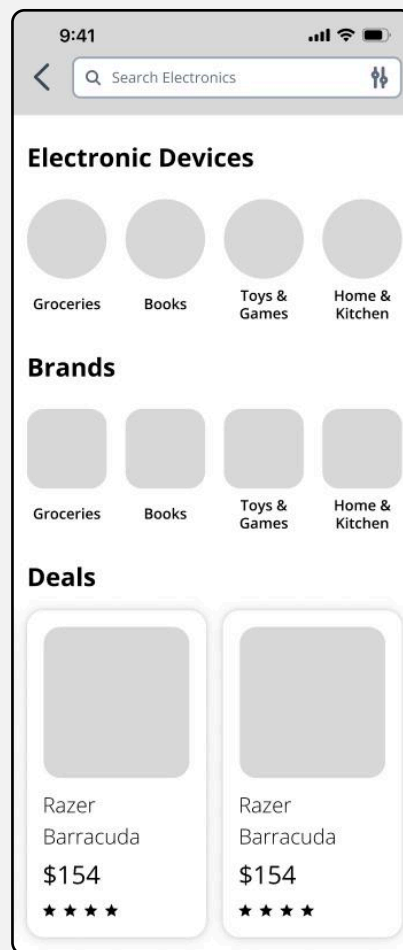 9:41
Search Electronics
Electronic Devices
Groceries
Books
Toys &
Games
Home &
Kitchen
Brands
Groceries
Books
Toys &
Games
Home &
Kitchen
Deals
Razer
Barracuda
$154
Razer
Barracuda
$154